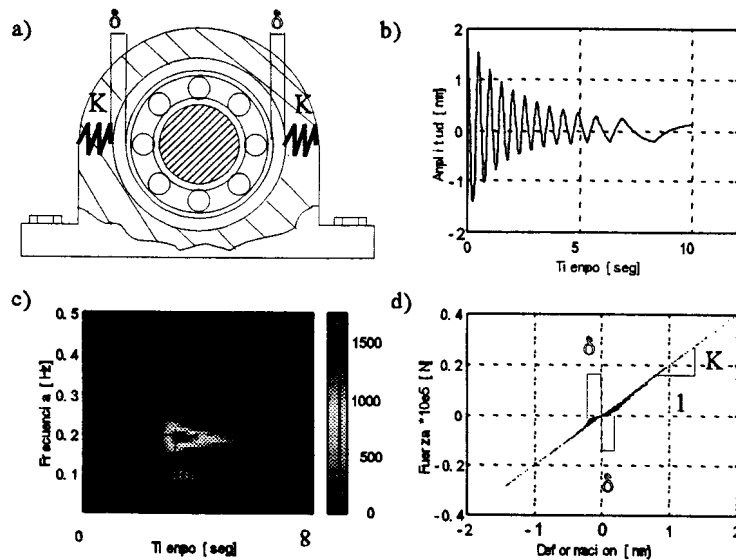 a)
δ
δ
K
K
b)
Amplitud [mm]
2
1
0
-1
-2
0
5
10
Tiempo [seg]
c)
Frecuencia [Hz]
0.5
0.4
0.3
0.2
0.1
0
8
Tiempo [seg]
1500
1000
500
0
d)
Fuerza *10e5 [N]
0.4
0.2
0
-0.2
-0.4
δ
K
1
δ
-2
-1
0
1
2
Deformacion [mm]